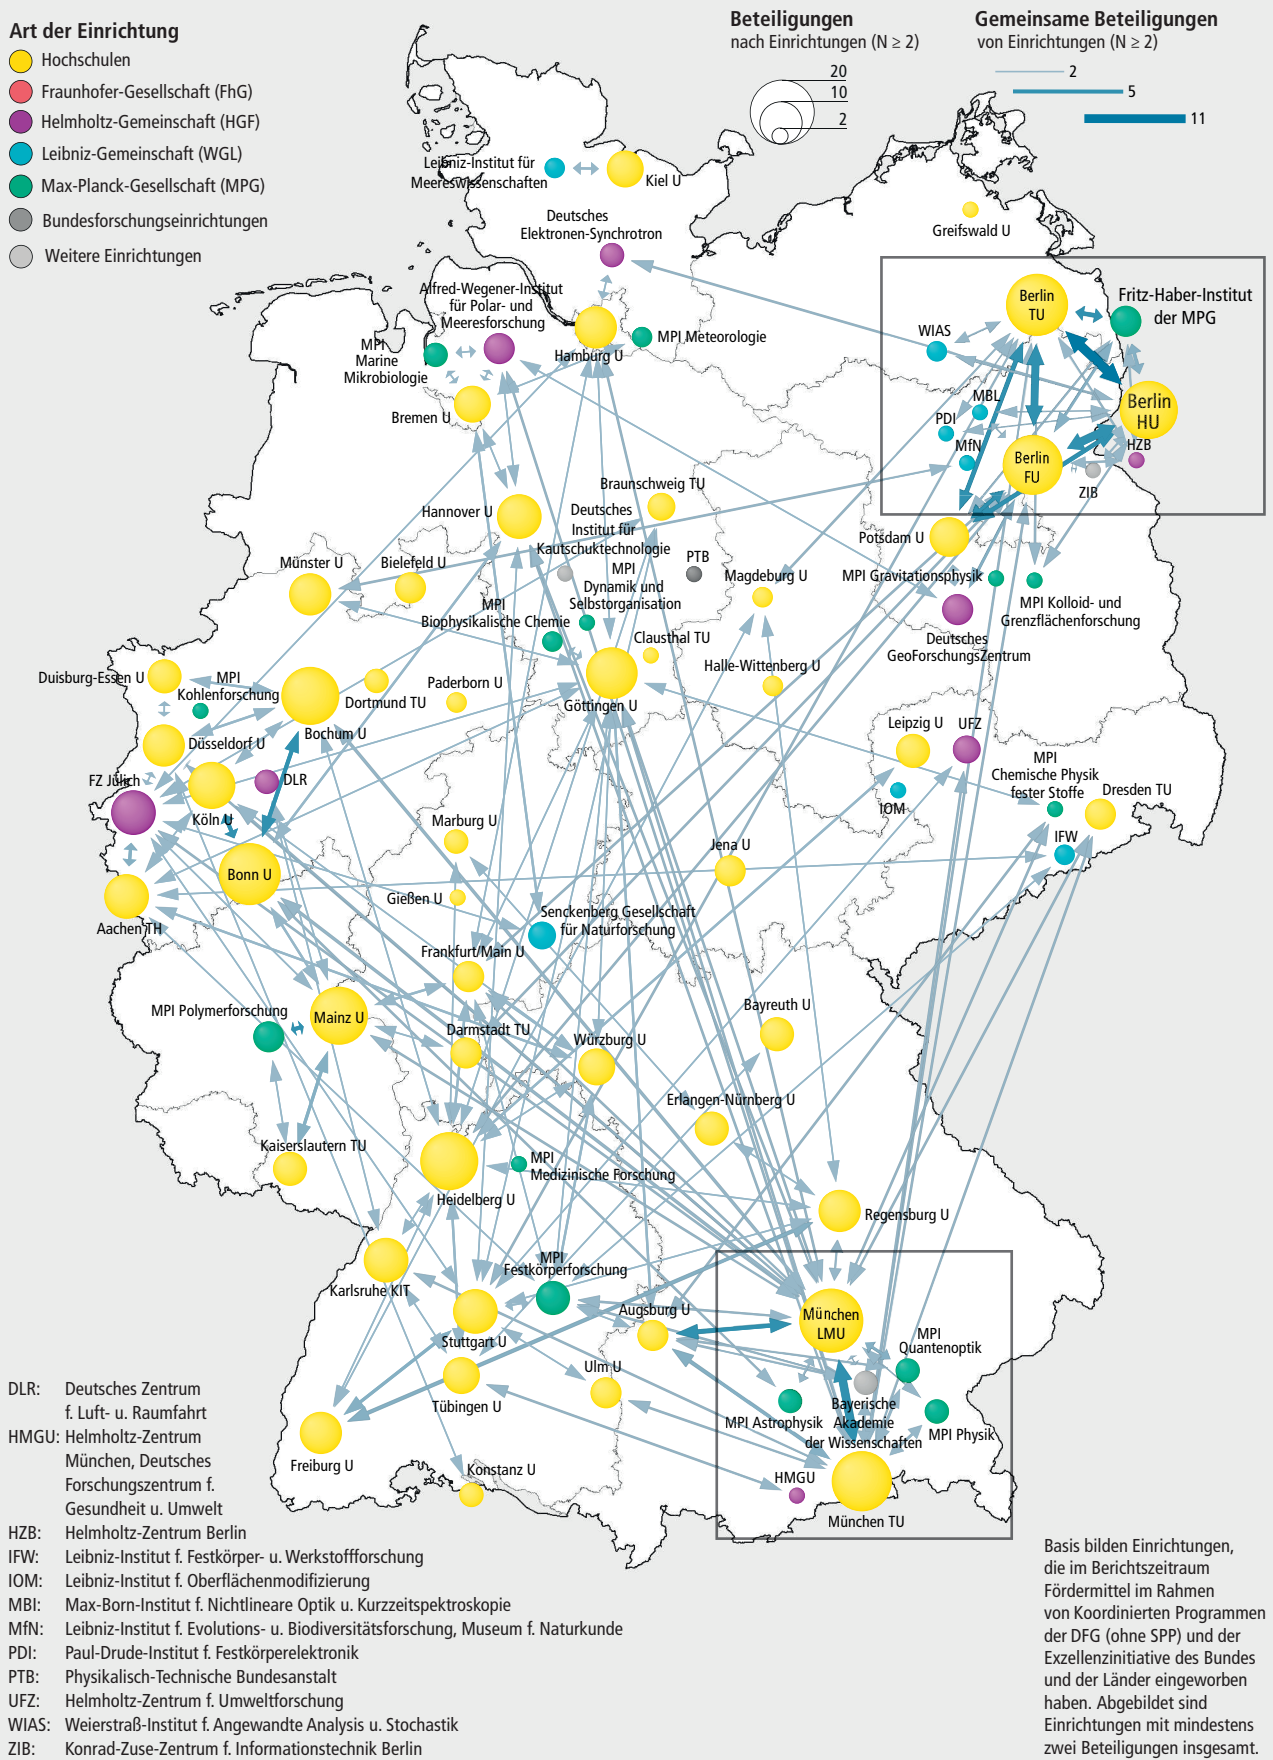 Art der Einrichtung
Hochschulen
Fraunhofer-Gesellschaft (FhG)
Helmholtz-Gemeinschaft (HGF)
Leibniz-Gemeinschaft (WGL)
Max-Planck-Gesellschaft (MPG)
Bundesforschungseinrichtungen
Weitere Einrichtungen
Beteiligungen
nach Einrichtungen (N ≥ 2)
20
10
2
Gemeinsame Beteiligungen
von Einrichtungen (N ≥ 2)
2
5
11
Leibniz-Institut für
Meereswissenschaften
Kiel U
Deutsches
Elektronen-Synchrotron
Greifswald U
Alfred-Wegener-Institut
für Polar- und
Meeresforschung
MPI
Marine
Mikrobiologie
Hamburg U
MPI Meteorologie
Bremen U
Berlin
TU
Fritz-Haber-Institut
der MPG
WIAS
MBL
PDI
MfN
Berlin
HU
Berlin
FU
HZB
ZIB
Hannover U
Braunschweig TU
Deutsches
Institut für
Kautschuktechnologie
PTB
MPI
Dynamik und
Selbstorganisation
MPI
Biophysikalische Chemie
Magdeburg U
Potsdam U
MPI Gravitationsphysik
MPI Kolloid- und
Grenzflächenforschung
Deutsches
GeoForschungsZentrum
Münster U
Bielefeld U
Clausthal TU
Halle-Wittenberg U
Göttingen U
Duisburg-Essen U
MPI
Kohlenforschung
Dortmund TU
Paderborn U
Bochum U
Düsseldorf U
FZ Jülich
DLR
Köln U
Leipzig U
UFZ
IOM
MPI
Chemische Physik
fester Stoffe
Dresden TU
IFW
Marburg U
Jena U
Bonn U
Gießen U
Aachen TH
Senckenberg Gesellschaft
für Naturforschung
Frankfurt/Main U
MPI Polymerforschung
Mainz U
Darmstadt TU
Würzburg U
Bayreuth U
Erlangen-Nürnberg U
Kaiserslautern TU
MPI
Medizinische Forschung
Heidelberg U
Regensburg U
MPI
Festkörperforschung
Karlsruhe KIT
Stuttgart U
Augsburg U
München
LMU
MPI
Quantenoptik
Ulm U
Tübingen U
Bayerische
Akademie
der Wissenschaften
MPI Astrophysik
MPI Physik
Freiburg U
Konstanz U
HMGU
München TU
DLR: Deutsches Zentrum
f. Luft- u. Raumfahrt
HMGU: Helmholtz-Zentrum
München, Deutsches
Forschungszentrum f.
Gesundheit u. Umwelt
HZB: Helmholtz-Zentrum Berlin
IFW: Leibniz-Institut f. Festkörper- u. Werkstoffforschung
IOM: Leibniz-Institut f. Oberflächenmodifizierung
MBI: Max-Born-Institut f. Nichtlineare Optik u. Kurzzeitspektroskopie
MfN: Leibniz-Institut f. Evolutions- u. Biodiversitätsforschung, Museum f. Naturkunde
PDI: Paul-Drude-Institut f. Festkörperelektronik
PTB: Physikalisch-Technische Bundesanstalt
UFZ: Helmholtz-Zentrum f. Umweltforschung
WIAS: Weierstraß-Institut f. Angewandte Analysis u. Stochastik
ZIB: Konrad-Zuse-Zentrum f. Informationstechnik Berlin
Basis bilden Einrichtungen,
die im Berichtszeitraum
Fördermittel im Rahmen
von Koordinierten Programmen
der DFG (ohne SPP) und der
Exzellenzinitiative des Bundes
und der Länder eingeworben
haben. Abgebildet sind
Einrichtungen mit mindestens
zwei Beteiligungen insgesamt.